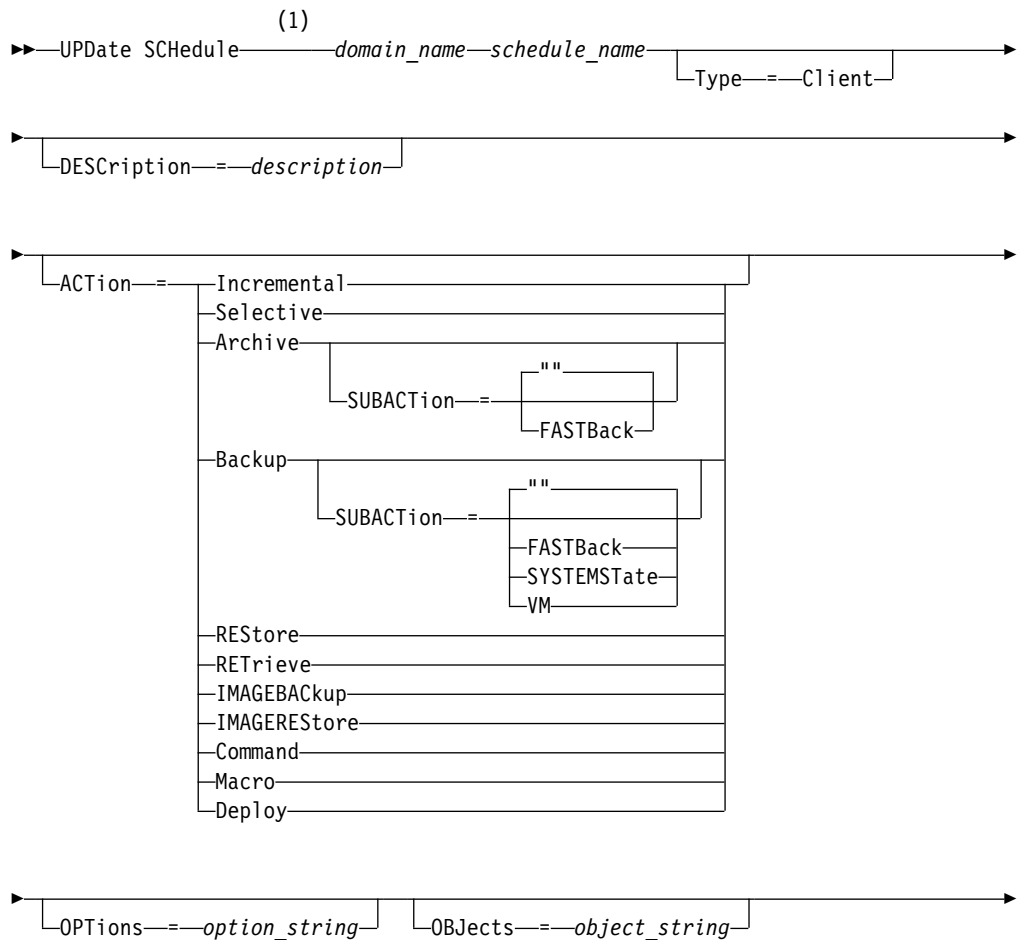 (1)
UPDate SCHedule domain_name schedule_name
Type = Client
DESCription = description
ACTion = Incremental
Selective
Archive
""
SUBACTion =
FASTBack
Backup
""
SUBACTion =
FASTBack
SYSTEMSTate
VM
REStore
RETrieve
IMAGEBACkup
IMAGEREStore
Command
Macro
Deploy
OPTions = option_string OBJects = object_string